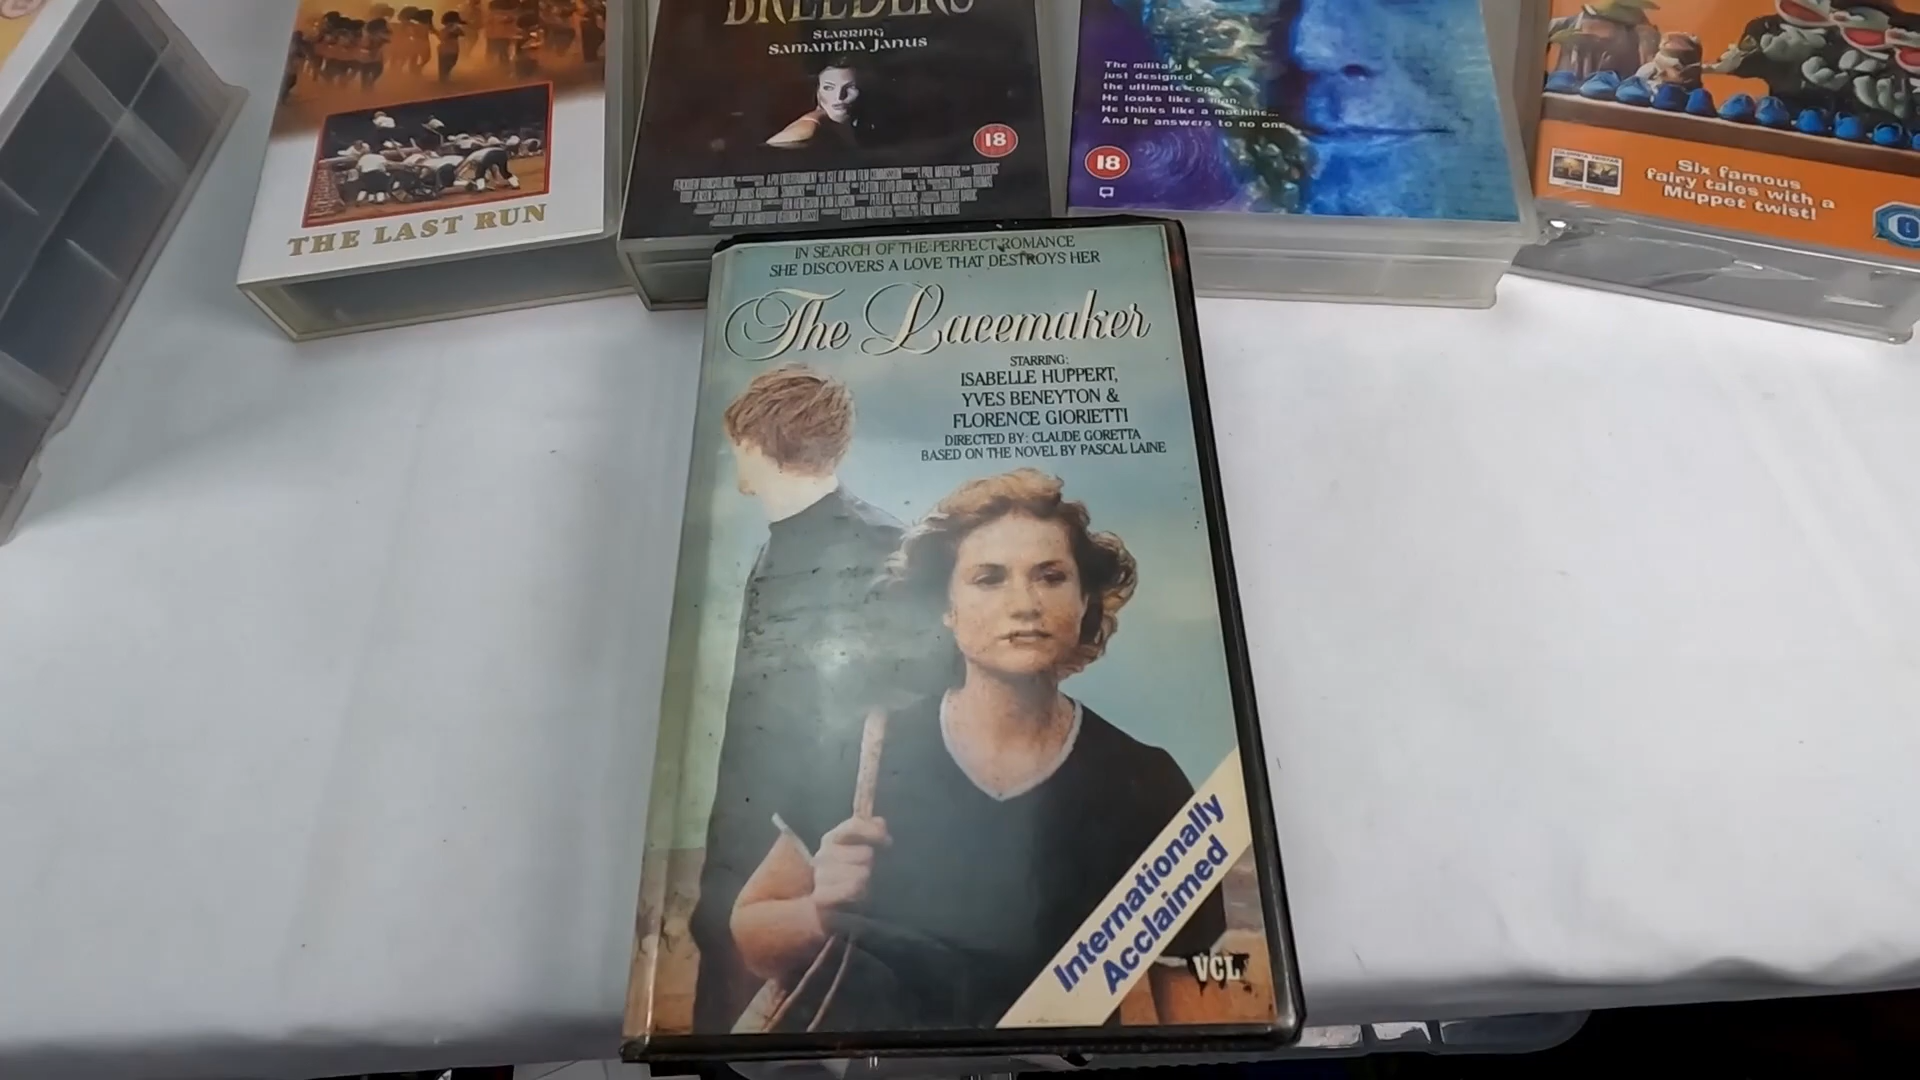 THE LAST RUN
BREEDERS
STARRING
SAMANTHA JANUS
18
The military
just designed
the ultimate cop.
He looks like a man.
He thinks like a machine...
And he answers to no one
18
Six famous
fairy tales with a
Muppet twist!
IN SEARCH OF THE PERFECT ROMANCE
SHE DISCOVERS A LOVE THAT DESTROYS HER
The Lacemaker
STARRING:
ISABELLE HUPPERT,
YVES BENEYTON &
FLORENCE GIORIETTI
DIRECTED BY: CLAUDE GORETTA
BASED ON THE NOVEL BY PASCAL LAINE
Internationally
Acclaimed
VCL